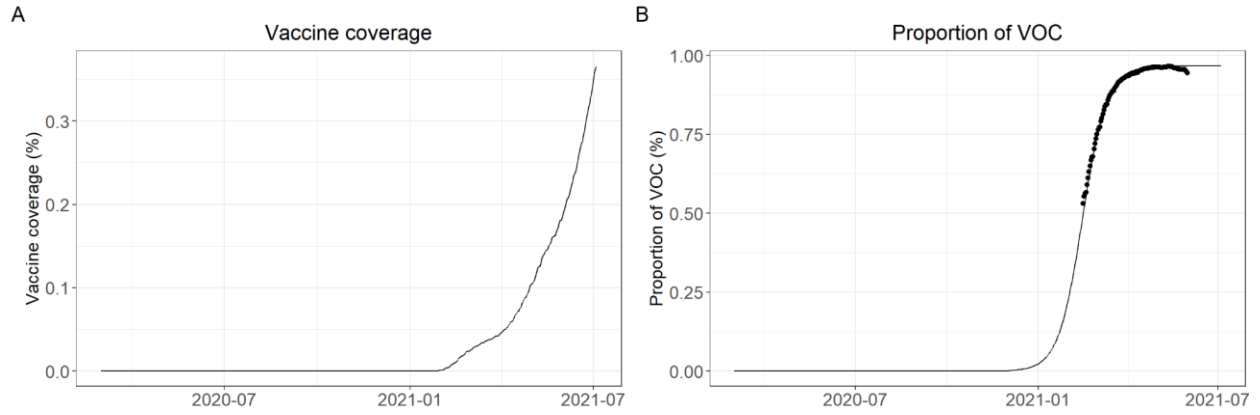 A
Vaccine coverage
Vaccine coverage (%)
0.3
0.2
0.1
0.0
2020-07
2021-01
2021-07
B
Proportion of VOC
Proportion of VOC (%)
1.00
0.75
0.50
0.25
0.00
2020-07
2021-01
2021-07